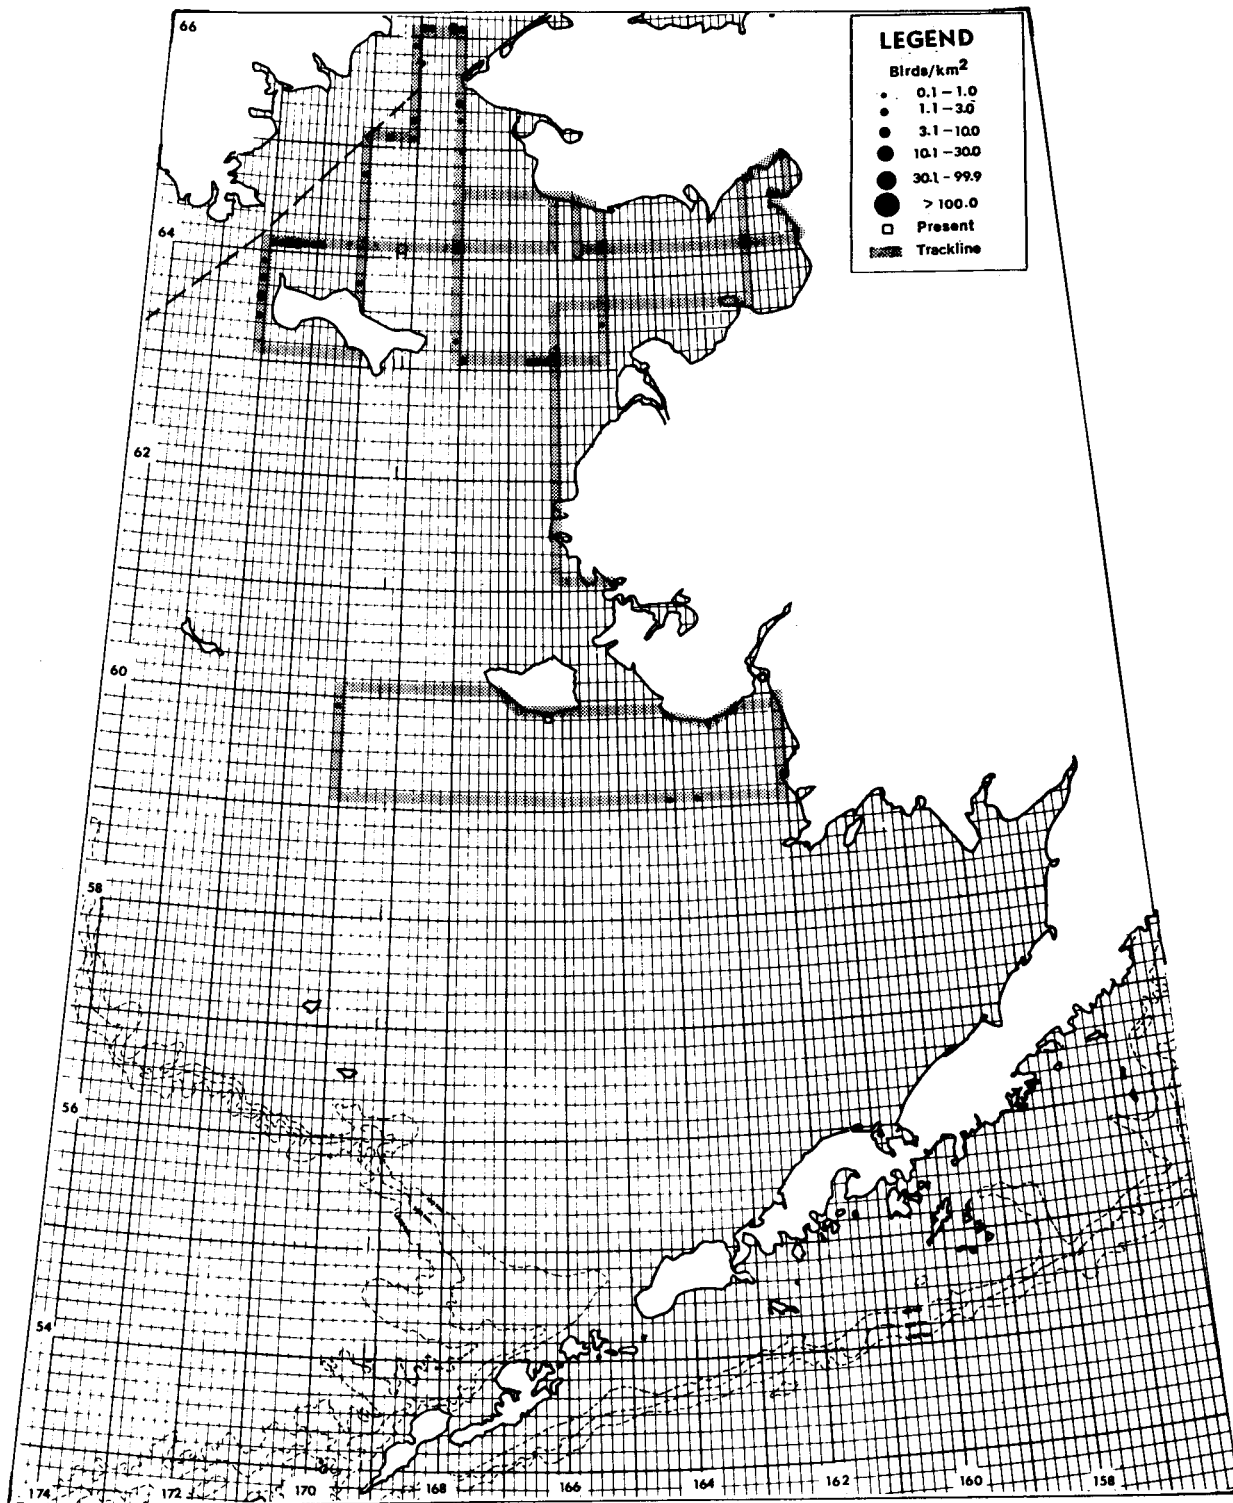 66
LEGEND
Birds/km²
0.1 – 1.0
1.1 – 3.0
3.1 – 10.0
10.1 – 30.0
30.1 – 99.9
> 100.0
Present
Trackline
64
62
60
58
56
54
174 172 170 168 166 164 162 160 158